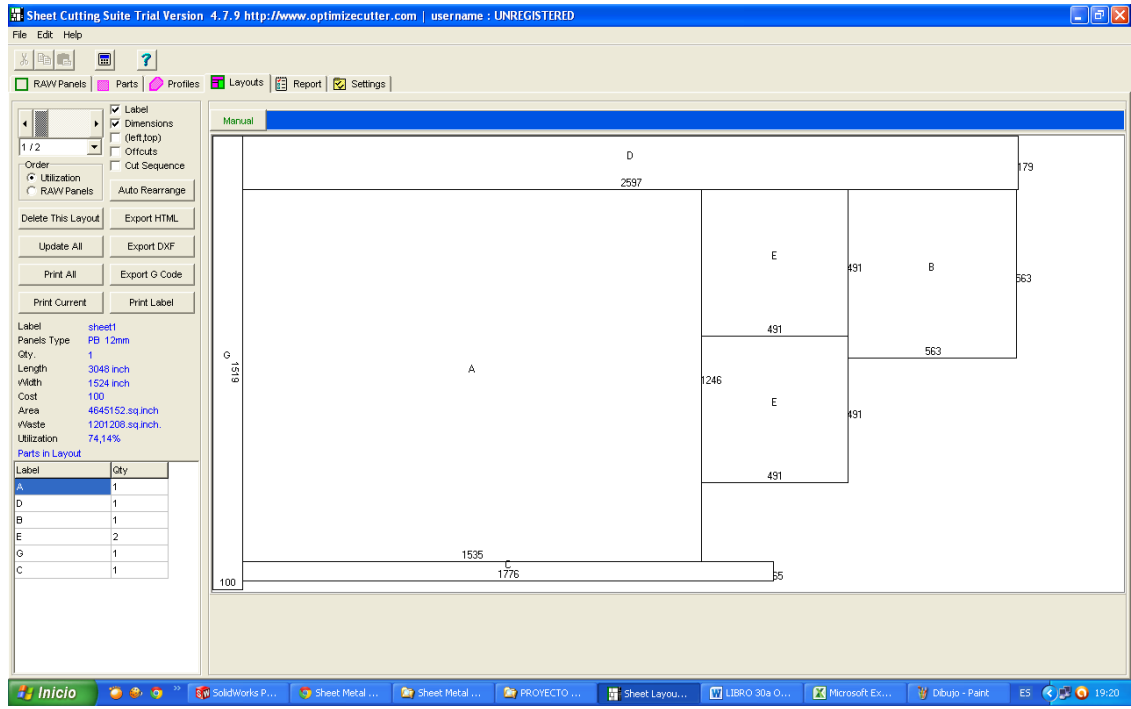 Sheet Cutting Suite Trial Version 4.7.9 http://www.optimizecutter.com | username : UNREGISTERED
File Edit Help
RAW Panels Parts Profiles Layouts Report Settings
Label
Dimensions
(left,top)
Offcuts
Cut Sequence
1 / 2
Order
Utilization
RAW Panels
Auto Rearrange
Delete This Layout Export HTML
Update All Export DXF
Print All Export G Code
Print Current Print Label
Label sheet1
Panels Type PB 12mm
Qty. 1
Length 3048 inch
Width 1524 inch
Cost 100
Area 4645152.sq.inch
Waste 1201208.sq.inch.
Utilization 74,14%
Parts in Layout
Label Qty
A 1
D 1
B 1
E 2
G 1
C 1
Manual
D
179
2597
E
491
B
563
491
563
G
1519
A
1246
E
491
491
1535
C
1776
65
100
Inicio
SolidWorks P...
Sheet Metal ...
Sheet Metal ...
PROYECTO ...
Sheet Layou...
LIBRO 30a O...
Microsoft Ex...
Dibujo - Paint
ES
19:20